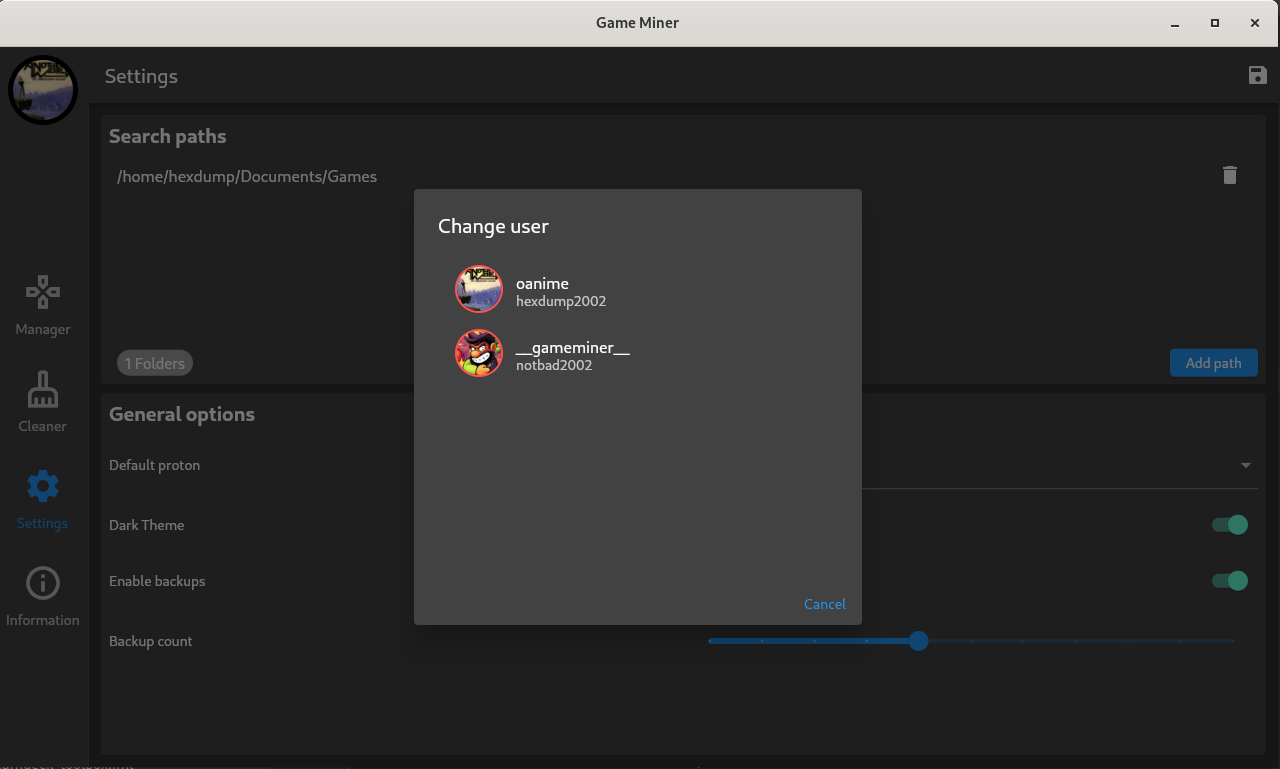 Game Miner
Settings
Search paths
/home/hexdump/Documents/Games
1 Folders
Add path
Change user
oanime
hexdump2002
__gameminer__
notbad2002
Cancel
General options
Default proton
Dark Theme
Enable backups
Backup count
Manager
Cleaner
Settings
Information